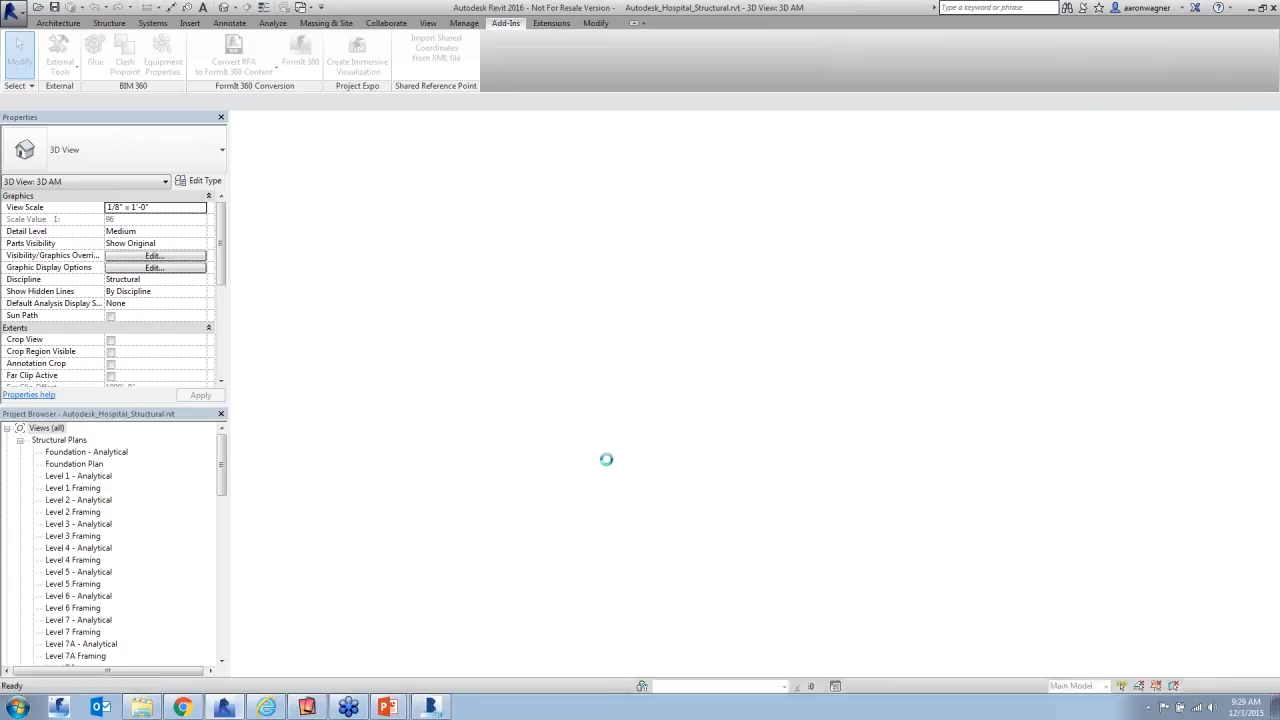 Autodesk Revit 2016 - Not For Resale Version - Autodesk_Hospital_Structural.rvt - 3D View: 3D AM
Type a keyword or phrase
aaronwagner
Architecture Structure Systems Insert Annotate Analyze Massing & Site Collaborate View Manage Add-Ins Extensions Modify
Modify
External Tools
Glue
Clash Pinpoint
Equipment Properties
Convert RFA to FormIt 360 Content
FormIt 360
Create Immersive Visualization
Import Shared Coordinates from XML file
Select External BIM 360 FormIt 360 Conversion Project Expo Shared Reference Point
Properties
3D View
3D View: 3D AM Edit Type
Graphics
View Scale 1/8" = 1'-0"
Scale Value 1: 96
Detail Level Medium
Parts Visibility Show Original
Visibility/Graphics Overri... Edit...
Graphic Display Options Edit...
Discipline Structural
Show Hidden Lines By Discipline
Default Analysis Display S... None
Sun Path
Extents
Crop View
Crop Region Visible
Annotation Crop
Far Clip Active
Far Clip Offset 1000' 0"
Properties help Apply
Project Browser - Autodesk_Hospital_Structural.rvt
Views (all)
Structural Plans
Foundation - Analytical
Foundation Plan
Level 1 - Analytical
Level 1 Framing
Level 2 - Analytical
Level 2 Framing
Level 3 - Analytical
Level 3 Framing
Level 4 - Analytical
Level 4 Framing
Level 5 - Analytical
Level 5 Framing
Level 6 - Analytical
Level 6 Framing
Level 7 - Analytical
Level 7 Framing
Level 7A - Analytical
Level 7A Framing
Ready
:0
Main Model
9:29 AM
12/3/2015